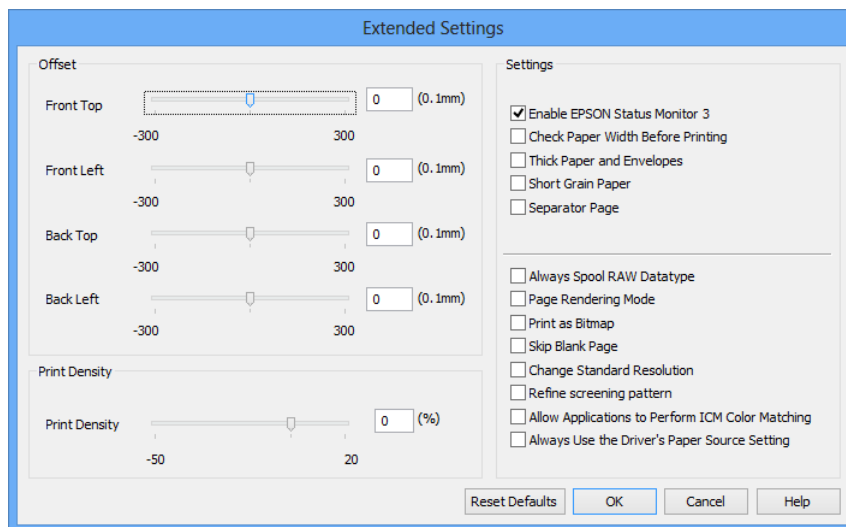 Extended Settings
Offset
Front Top
0 (0.1mm)
-300 300
Front Left
0 (0.1mm)
-300 300
Back Top
0 (0.1mm)
-300 300
Back Left
0 (0.1mm)
-300 300
Print Density
Print Density
0 (%)
-50 20
Settings
Enable EPSON Status Monitor 3
Check Paper Width Before Printing
Thick Paper and Envelopes
Short Grain Paper
Separator Page
Always Spool RAW Datatype
Page Rendering Mode
Print as Bitmap
Skip Blank Page
Change Standard Resolution
Refine screening pattern
Allow Applications to Perform ICM Color Matching
Always Use the Driver's Paper Source Setting
Reset Defaults OK Cancel Help